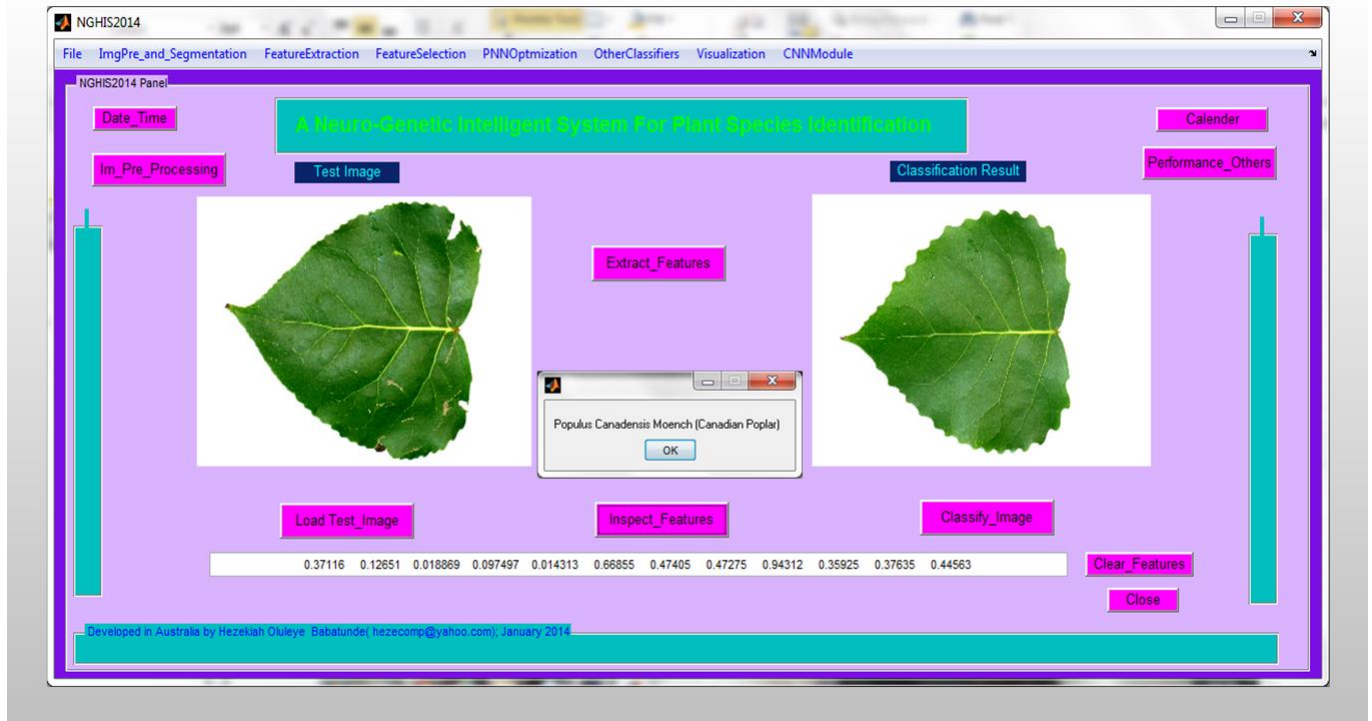 NGHIS2014
File ImgPre_and_Segmentation FeatureExtraction FeatureSelection PNNOptmization OtherClassifiers Visualization CNNModule
NGHIS2014 Panel
Date_Time
A Neuro-Genetic Intelligent System For Plant Species Identification
Calender
Im_Pre_Processing
Test Image
Classification Result
Performance_Others
Extract_Features
Populus Canadensis Moench (Canadian Poplar)
OK
Load Test_Image
Inspect_Features
Classify_Image
0.37116 0.12651 0.018869 0.097497 0.014313 0.66855 0.47405 0.47275 0.94312 0.35925 0.37635 0.44563
Clear_Features
Close
Developed in Australia by Hezekiah Oluleye Babatunde( hezecomp@yahoo.com); January 2014